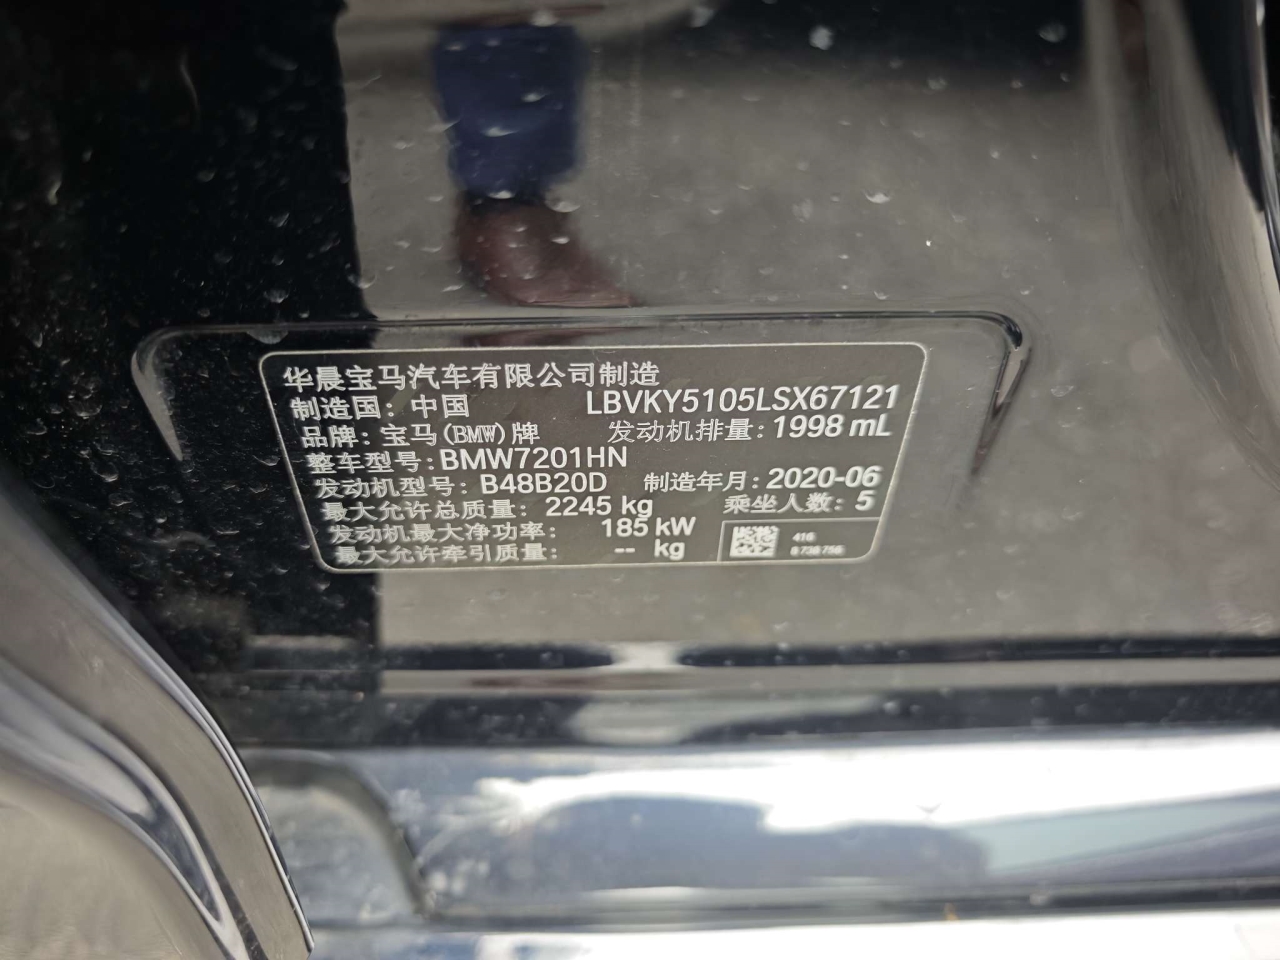 华晨宝马汽车有限公司制造
制造国：中国 LBVKY5105LSX67121
品牌：宝马(BMW)牌 发动机排量：1998 mL
整车型号：BMW7201HN
发动机型号：B48B20D 制造年月：2020-06
最大允许总质量：2245 kg 乘坐人数：5
发动机最大净功率：185 kW
最大允许牵引质量：-- kg
416